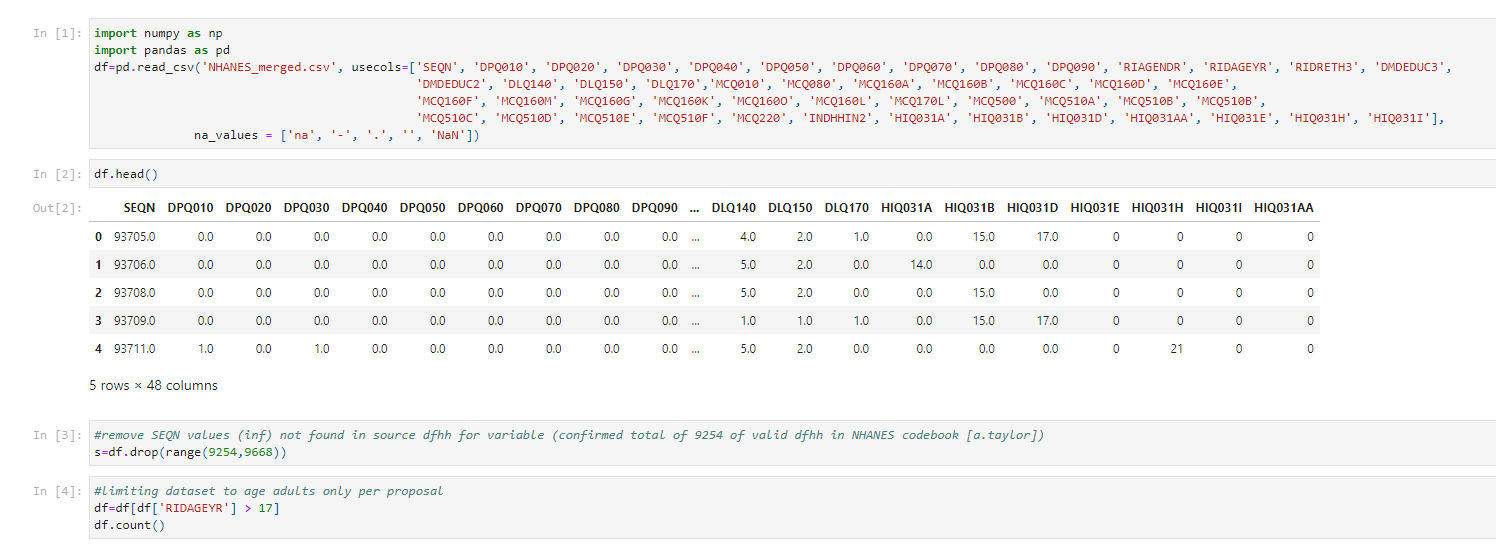 In [1]: import numpy as np
import pandas as pd
df=pd.read_csv('NHANES_merged.csv', usecols=['SEQN', 'DPQ010', 'DPQ020', 'DPQ030', 'DPQ040', 'DPQ050', 'DPQ060', 'DPQ070', 'DPQ080', 'DPQ090', 'RIAGENDR', 'RIDAGEYR', 'RIDRETH3', 'DMDEDUC3',
'DMDEDUC2', 'DLQ140', 'DLQ150', 'DLQ170','MCQ010', 'MCQ080', 'MCQ160A', 'MCQ160B', 'MCQ160C', 'MCQ160D', 'MCQ160E',
'MCQ160F', 'MCQ160M', 'MCQ160G', 'MCQ160K', 'MCQ160O', 'MCQ160L', 'MCQ170L', 'MCQ500', 'MCQ510A', 'MCQ510B', 'MCQ510B',
'MCQ510C', 'MCQ510D', 'MCQ510E', 'MCQ510F', 'MCQ220', 'INDHHIN2', 'HIQ031A', 'HIQ031B', 'HIQ031D', 'HIQ031AA', 'HIQ031E', 'HIQ031H', 'HIQ031I'],
na_values = ['na', '-', '.', '', 'NaN'])
In [2]: df.head()
Out[2]: SEQN DPQ010 DPQ020 DPQ030 DPQ040 DPQ050 DPQ060 DPQ070 DPQ080 DPQ090 ... DLQ140 DLQ150 DLQ170 HIQ031A HIQ031B HIQ031D HIQ031E HIQ031H HIQ031I HIQ031AA
0 93705.0 0.0 0.0 0.0 0.0 0.0 0.0 0.0 0.0 0.0 ... 4.0 2.0 1.0 0.0 15.0 17.0 0 0 0 0
1 93706.0 0.0 0.0 0.0 0.0 0.0 0.0 0.0 0.0 0.0 ... 5.0 2.0 0.0 14.0 0.0 0.0 0 0 0 0
2 93708.0 0.0 0.0 0.0 0.0 0.0 0.0 0.0 0.0 0.0 ... 5.0 2.0 0.0 0.0 15.0 0.0 0 0 0 0
3 93709.0 0.0 0.0 0.0 0.0 0.0 0.0 0.0 0.0 0.0 ... 1.0 1.0 1.0 0.0 15.0 17.0 0 0 0 0
4 93711.0 1.0 0.0 1.0 0.0 0.0 0.0 0.0 0.0 0.0 ... 5.0 2.0 0.0 0.0 0.0 0.0 0 21 0 0
5 rows × 48 columns
In [3]: #remove SEQN values (inf) not found in source dfhh for variable (confirmed total of 9254 of valid dfhh in NHANES codebook [a.taylor])
s=df.drop(range(9254,9668))
In [4]: #limiting dataset to age adults only per proposal
df=df[df['RIDAGEYR'] > 17]
df.count()